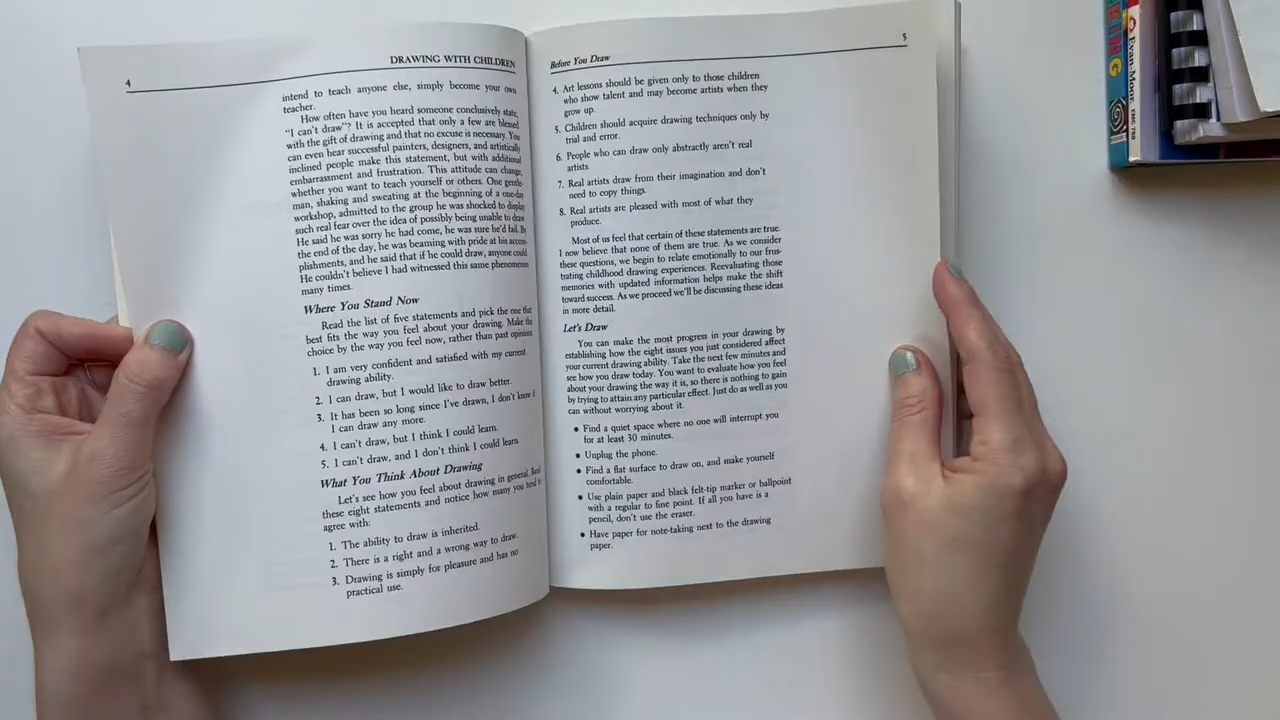 4
DRAWING WITH CHILDREN
intend to teach anyone else, simply become your own
teacher.
How often have you heard someone conclusively state,
"I can't draw"? It is accepted that only a few are blessed
with the gift of drawing and that no excuse is necessary. You
can even hear successful painters, designers, and artistically
inclined people make this statement, but with additional
embarrassment and frustration. This attitude can change,
whether you want to teach yourself or others. One gentle-
man, shaking and sweating at the beginning of a one-day
workshop, admitted to the group he was shocked to display
such real fear over the idea of possibly being unable to draw
He said he was sorry he had come, he was sure he'd fail. By
the end of the day, he was beaming with pride at his accom-
plishments, and he said that if he could draw, anyone could
He couldn't believe I had witnessed this same phenomenon
many times.
Where You Stand Now
Read the list of five statements and pick the one that
best fits the way you feel about your drawing. Make the
choice by the way you feel now, rather than past opinions
1. I am very confident and satisfied with my current
drawing ability.
2. I can draw, but I would like to draw better.
3. It has been so long since I've drawn, I don't know if
I can draw any more.
4. I can't draw, but I think I could learn.
5. I can't draw, and I don't think I could learn.
What You Think About Drawing
Let's see how you feel about drawing in general. Read
these eight statements and notice how many you tend to
agree with:
1. The ability to draw is inherited.
2. There is a right and a wrong way to draw.
3. Drawing is simply for pleasure and has no
practical use.
Before You Draw
5
4. Art lessons should be given only to those children
who show talent and may become artists when they
grow up.
5. Children should acquire drawing techniques only by
trial and error.
6. People who can draw only abstractly aren't real
artists.
7. Real artists draw from their imagination and don't
need to copy things.
8. Real artists are pleased with most of what they
produce.
Most of us feel that certain of these statements are true.
I now believe that none of them are true. As we consider
these questions, we begin to relate emotionally to our frus-
trating childhood drawing experiences. Reevaluating those
memories with updated information helps make the shift
toward success. As we proceed we'll be discussing these ideas
in more detail.
Let's Draw
You can make the most progress in your drawing by
establishing how the eight issues you just considered affect
your current drawing ability. Take the next few minutes and
see how you draw today. You want to evaluate how you feel
about your drawing the way it is, so there is nothing to gain
by trying to attain any particular effect. Just do as well as you
can without worrying about it.
• Find a quiet space where no one will interrupt you
for at least 30 minutes.
• Unplug the phone.
• Find a flat surface to draw on, and make yourself
comfortable.
• Use plain paper and black felt-tip marker or ballpoint
with a regular to fine point. If all you have is a
pencil, don't use the eraser.
• Have paper for note-taking next to the drawing
paper.
KING
Evan-Moor
EMC 760